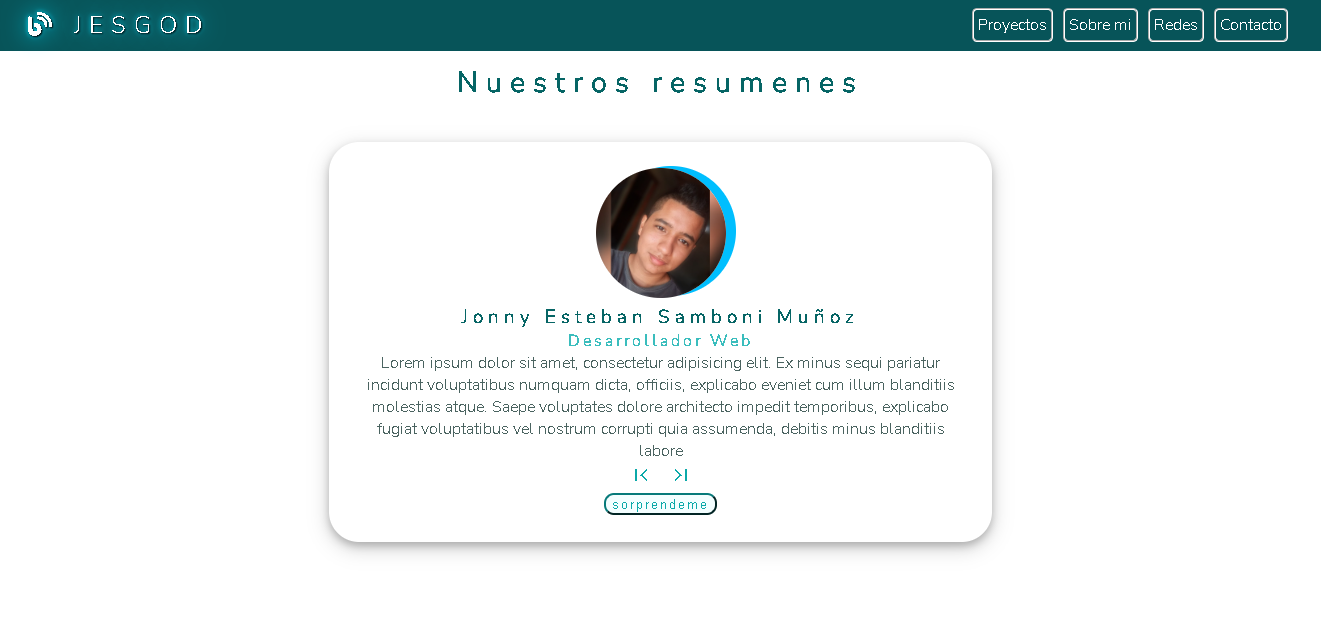 JESGOD
Proyectos
Sobre mi
Redes
Contacto
Nuestros resumenes
Jonny Esteban Samboni Muñoz
Desarrollador Web
Lorem ipsum dolor sit amet, consectetur adipisicing elit. Ex minus sequi pariatur
incidunt voluptatibus numquam dicta, officiis, explicabo eveniet cum illum blanditiis
molestias atque. Saepe voluptates dolore architecto impedit temporibus, explicabo
fugiat voluptatibus vel nostrum corrupti quia assumenda, debitis minus blanditiis
labore
sorprendeme